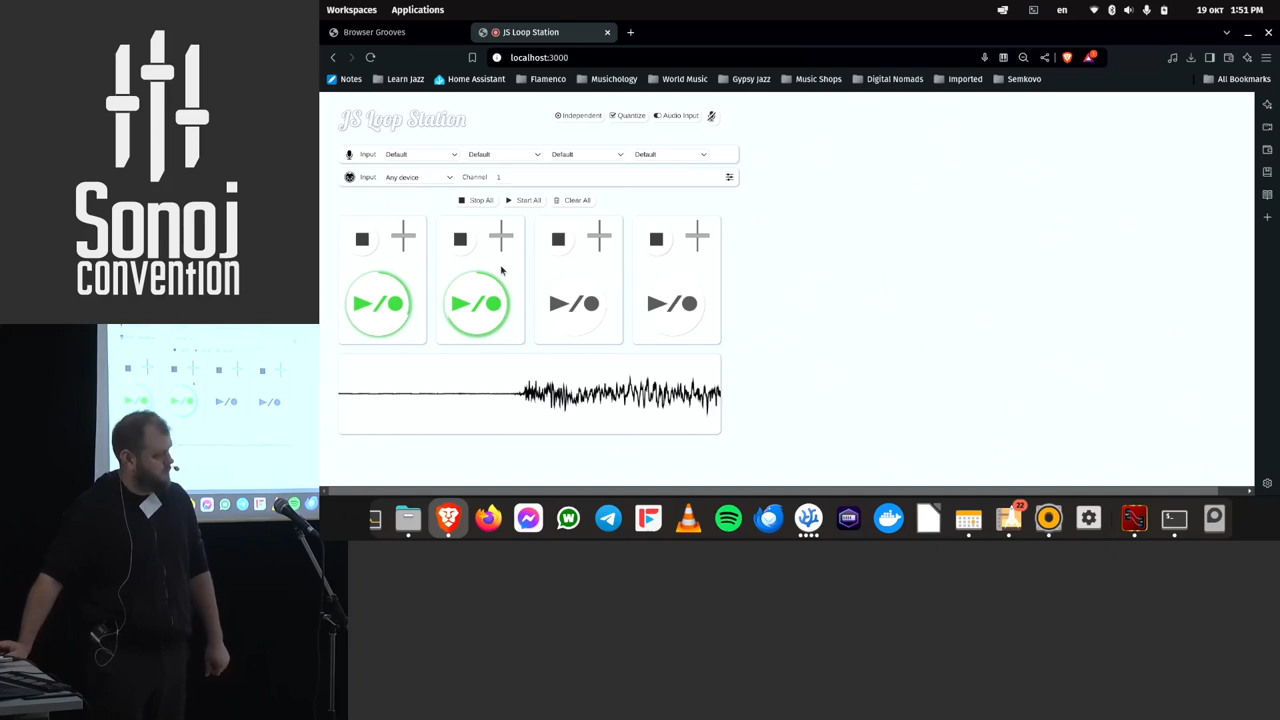 Sonoj
convention
Workspaces Applications en 19 окт 1:51 PM
Browser Grooves JS Loop Station
localhost:3000
Notes Learn Jazz Home Assistant Flamenco Musichology World Music Gypsy Jazz Music Shops Digital Nomads Imported Semkovo All Bookmarks
JS Loop Station Independent Quantize Audio Input
Input Default Default Default Default
Input Any device Channel 1
Stop All Start All Clear All
22